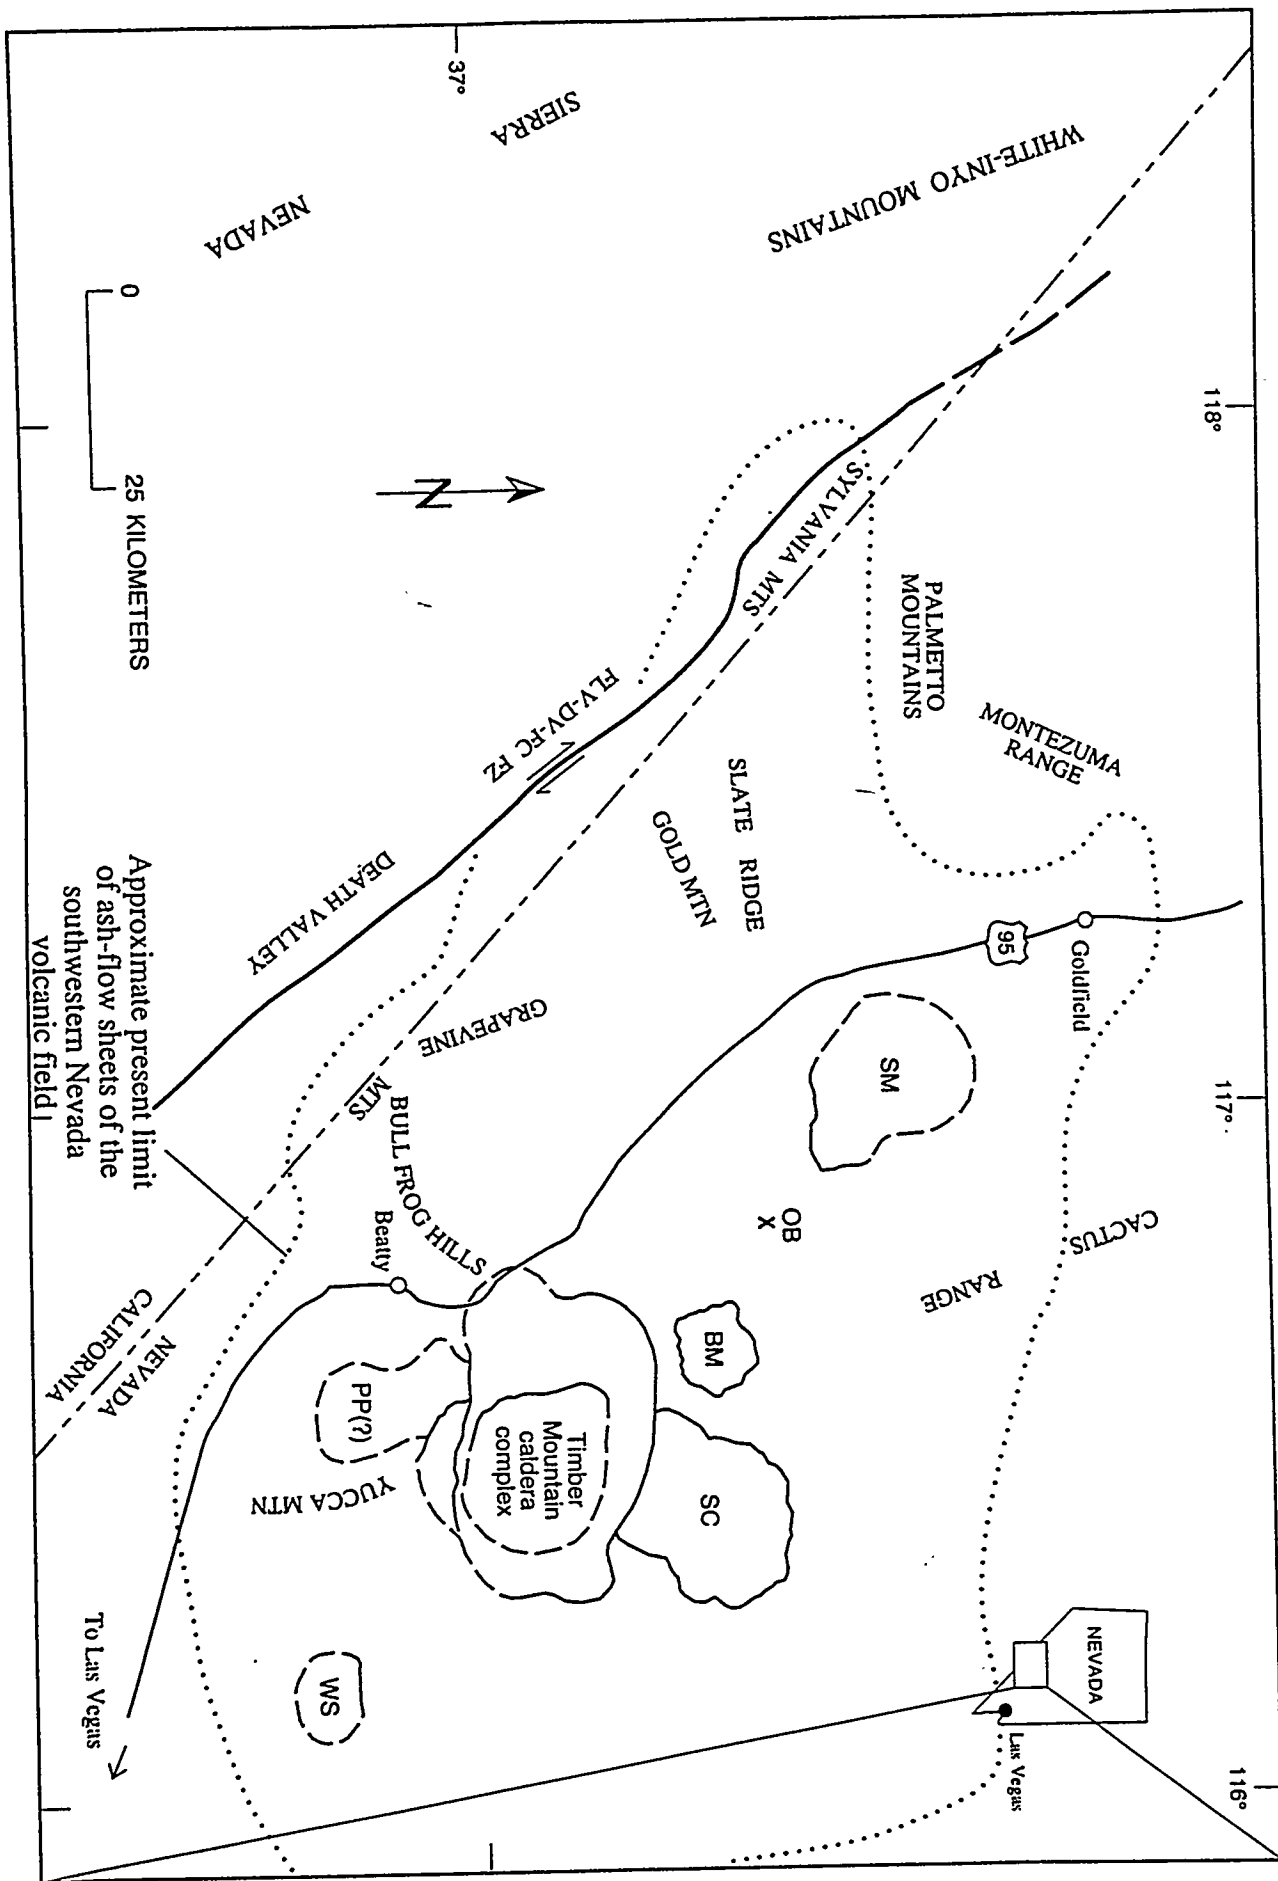 118°
117°
116°
37°
WHITE-INYO MOUNTAINS
SIERRA
NEVADA
SYLVANIA MTS
PALMETTO
MOUNTAINS
MONTEZUMA
RANGE
Goldfield
95
SLATE RIDGE
GOLD MTN
SM
CACTUS
RANGE
OB
X
BM
SC
NEVADA
Las Vegas
FLV-DV-FC FZ
DEATH VALLEY
GRAPEVINE
MTS
BULL FROG HILLS
Beatty
Timber
Mountain
caldera
complex
PP(?)
YUCCA MTN
WS
NEVADA
CALIFORNIA
To Las Vegas
N
0
25 KILOMETERS
Approximate present limit
of ash-flow sheets of the
southwestern Nevada
volcanic field